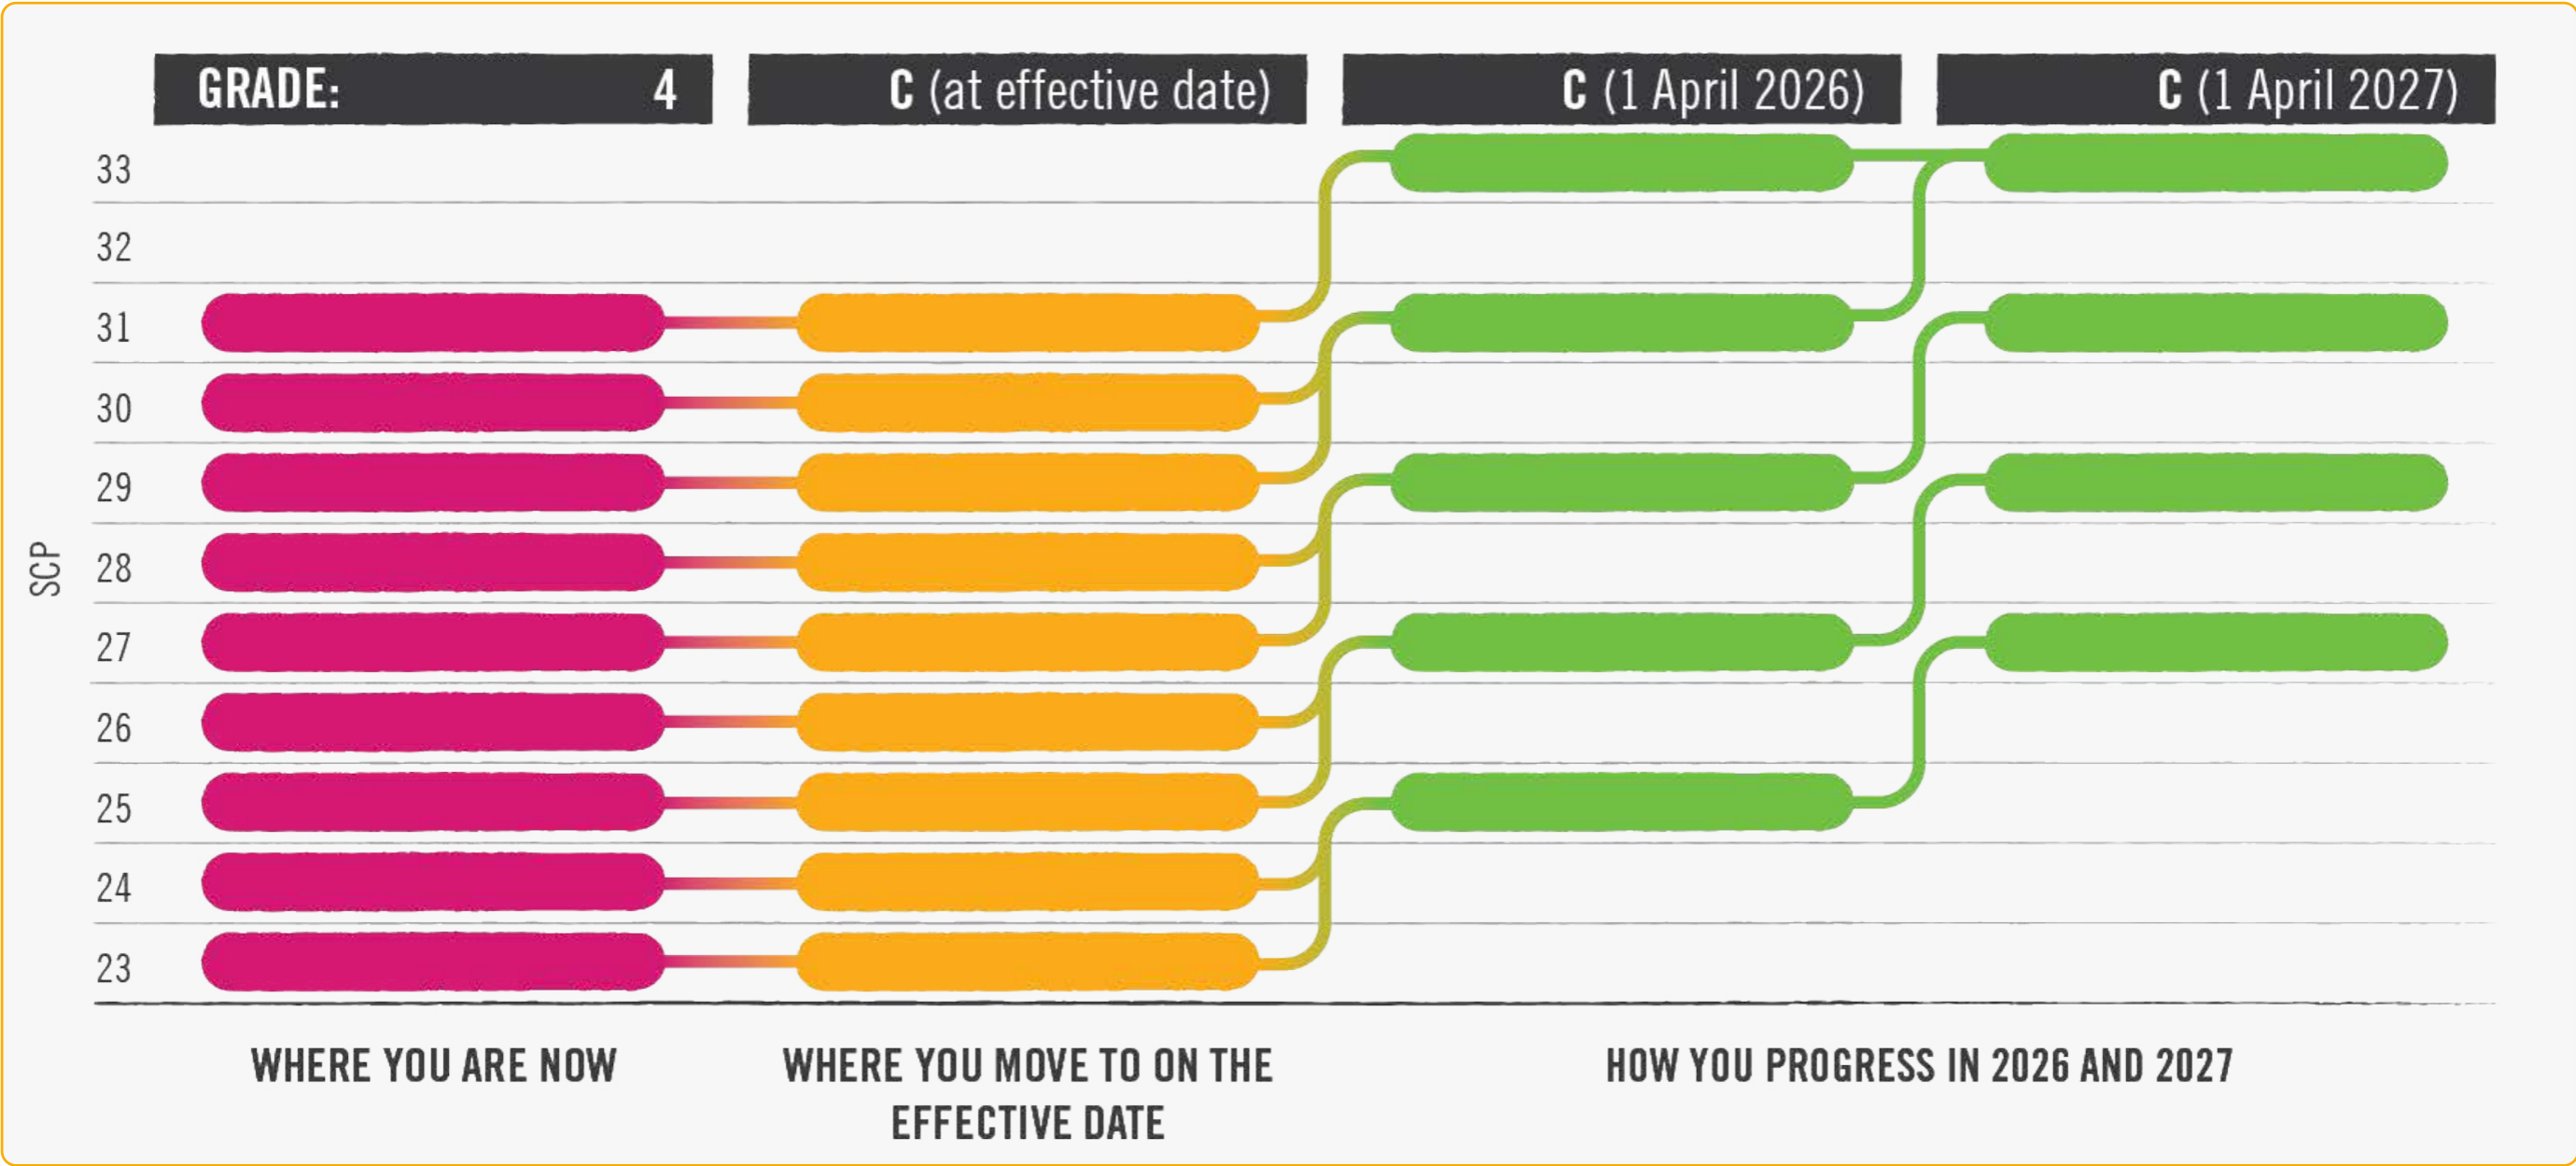 GRADE: 4
C (at effective date)
C (1 April 2026)
C (1 April 2027)
33
32
31
30
29
28
27
26
25
24
23
SCP
WHERE YOU ARE NOW
WHERE YOU MOVE TO ON THE
EFFECTIVE DATE
HOW YOU PROGRESS IN 2026 AND 2027